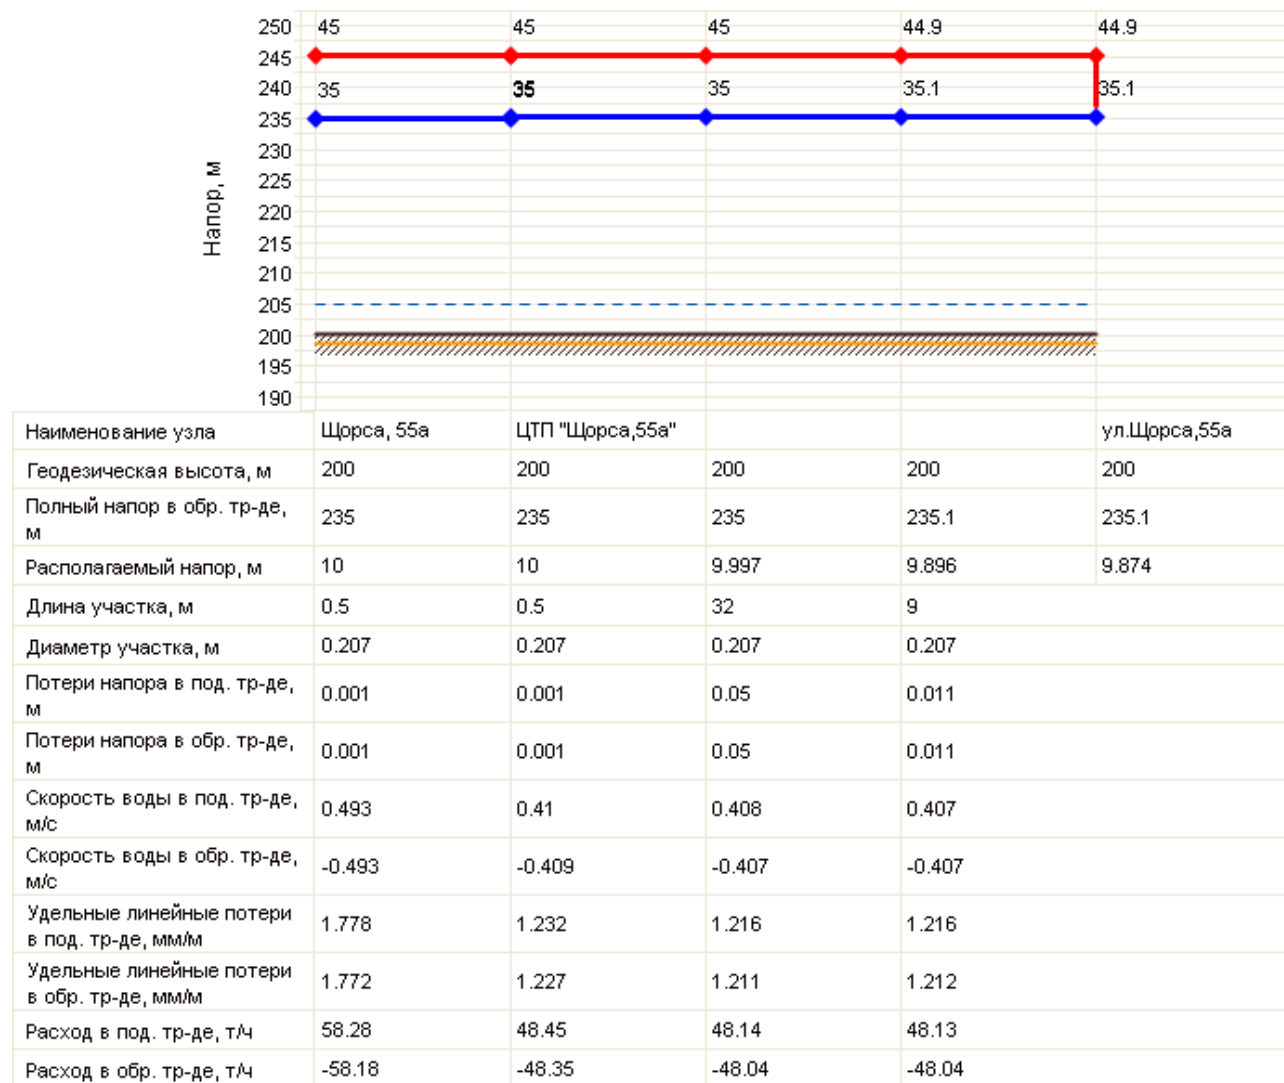 250 45 45 45 44.9 44.9
245
240 35 35 35 35.1 35.1
235
230
225
220
215
210
205
200
195
190
Напор, м
Наименование узла Щорса, 55а ЦТП "Щорса,55а" ул.Щорса,55а
Геодезическая высота, м 200 200 200 200 200
Полный напор в обр. тр-де,
м 235 235 235 235.1 235.1
Располагаемый напор, м 10 10 9.997 9.896 9.874
Длина участка, м 0.5 0.5 32 9
Диаметр участка, м 0.207 0.207 0.207 0.207
Потери напора в под. тр-де,
м 0.001 0.001 0.05 0.011
Потери напора в обр. тр-де,
м 0.001 0.001 0.05 0.011
Скорость воды в под. тр-де,
м/с 0.493 0.41 0.408 0.407
Скорость воды в обр. тр-де,
м/с -0.493 -0.409 -0.407 -0.407
Удельные линейные потери
в под. тр-де, мм/м 1.778 1.232 1.216 1.216
Удельные линейные потери
в обр. тр-де, мм/м 1.772 1.227 1.211 1.212
Расход в под. тр-де, т/ч 58.28 48.45 48.14 48.13
Расход в обр. тр-де, т/ч -58.18 -48.35 -48.04 -48.04